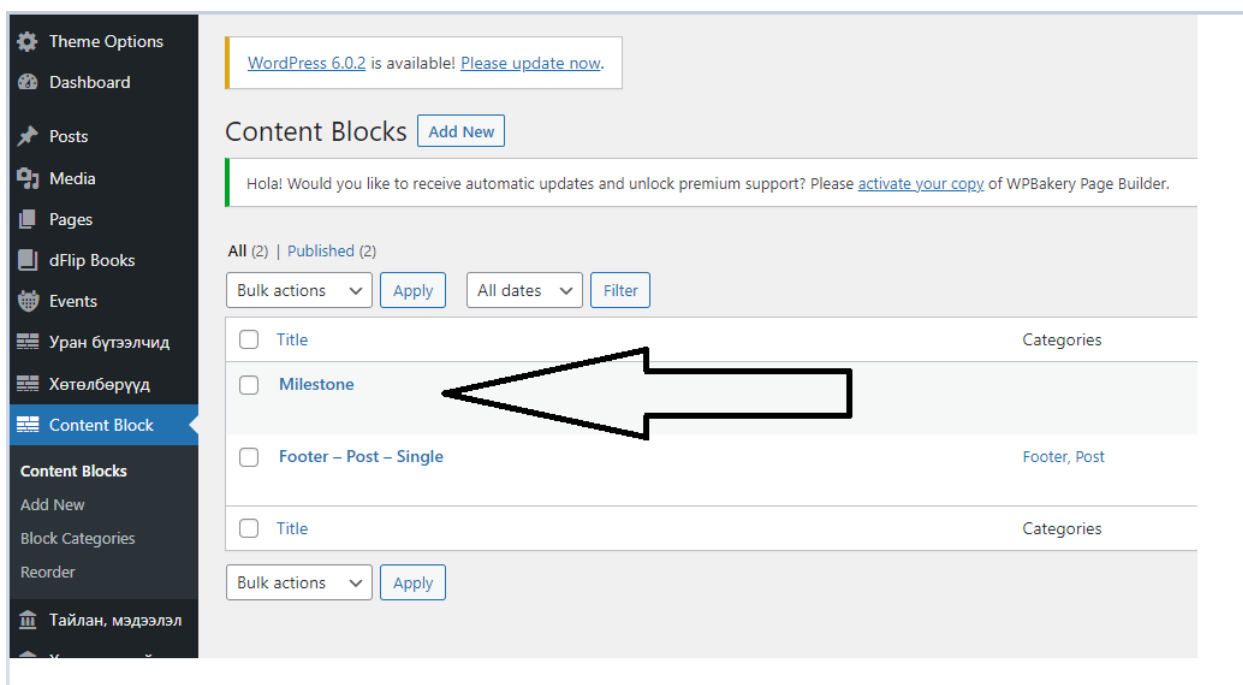 Theme Options
Dashboard
Posts
Media
Pages
dFlip Books
Events
Уран бүтээлчид
Хөтөлбөрүүд
Content Block
Content Blocks
Add New
Block Categories
Reorder
Тайлан, мэдээлэл
WordPress 6.0.2 is available! Please update now.
Content Blocks Add New
Hola! Would you like to receive automatic updates and unlock premium support? Please activate your copy of WPBakery Page Builder.
All (2) | Published (2)
Bulk actions Apply All dates Filter
Title Categories
Milestone
Footer – Post – Single Footer, Post
Title Categories
Bulk actions Apply